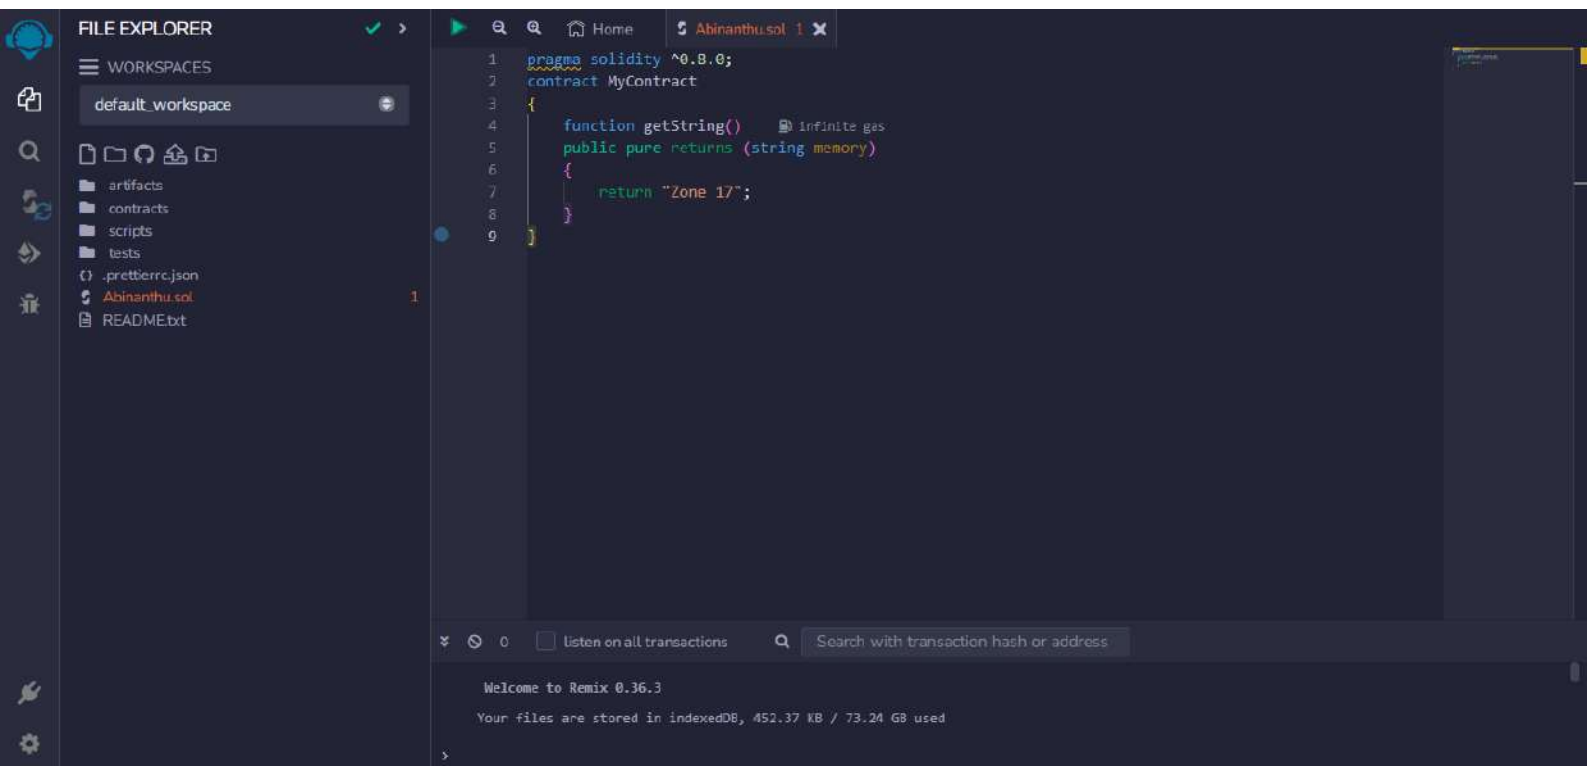 FILE EXPLORER
WORKSPACES
default_workspace
artifacts
contracts
scripts
tests
{} .prettierrc.json
Abinanthu.sol 1
README.txt
Home
Abinanthu.sol 1
1 pragma solidity ^0.8.0;
2 contract MyContract
3 {
4 function getString() infinite gas
5 public pure returns (string memory)
6 {
7 return "Zone 17";
8 }
9 }
0 listen on all transactions Search with transaction hash or address
Welcome to Remix 0.36.3
Your files are stored in indexedDB, 452.37 KB / 73.24 GB used
>